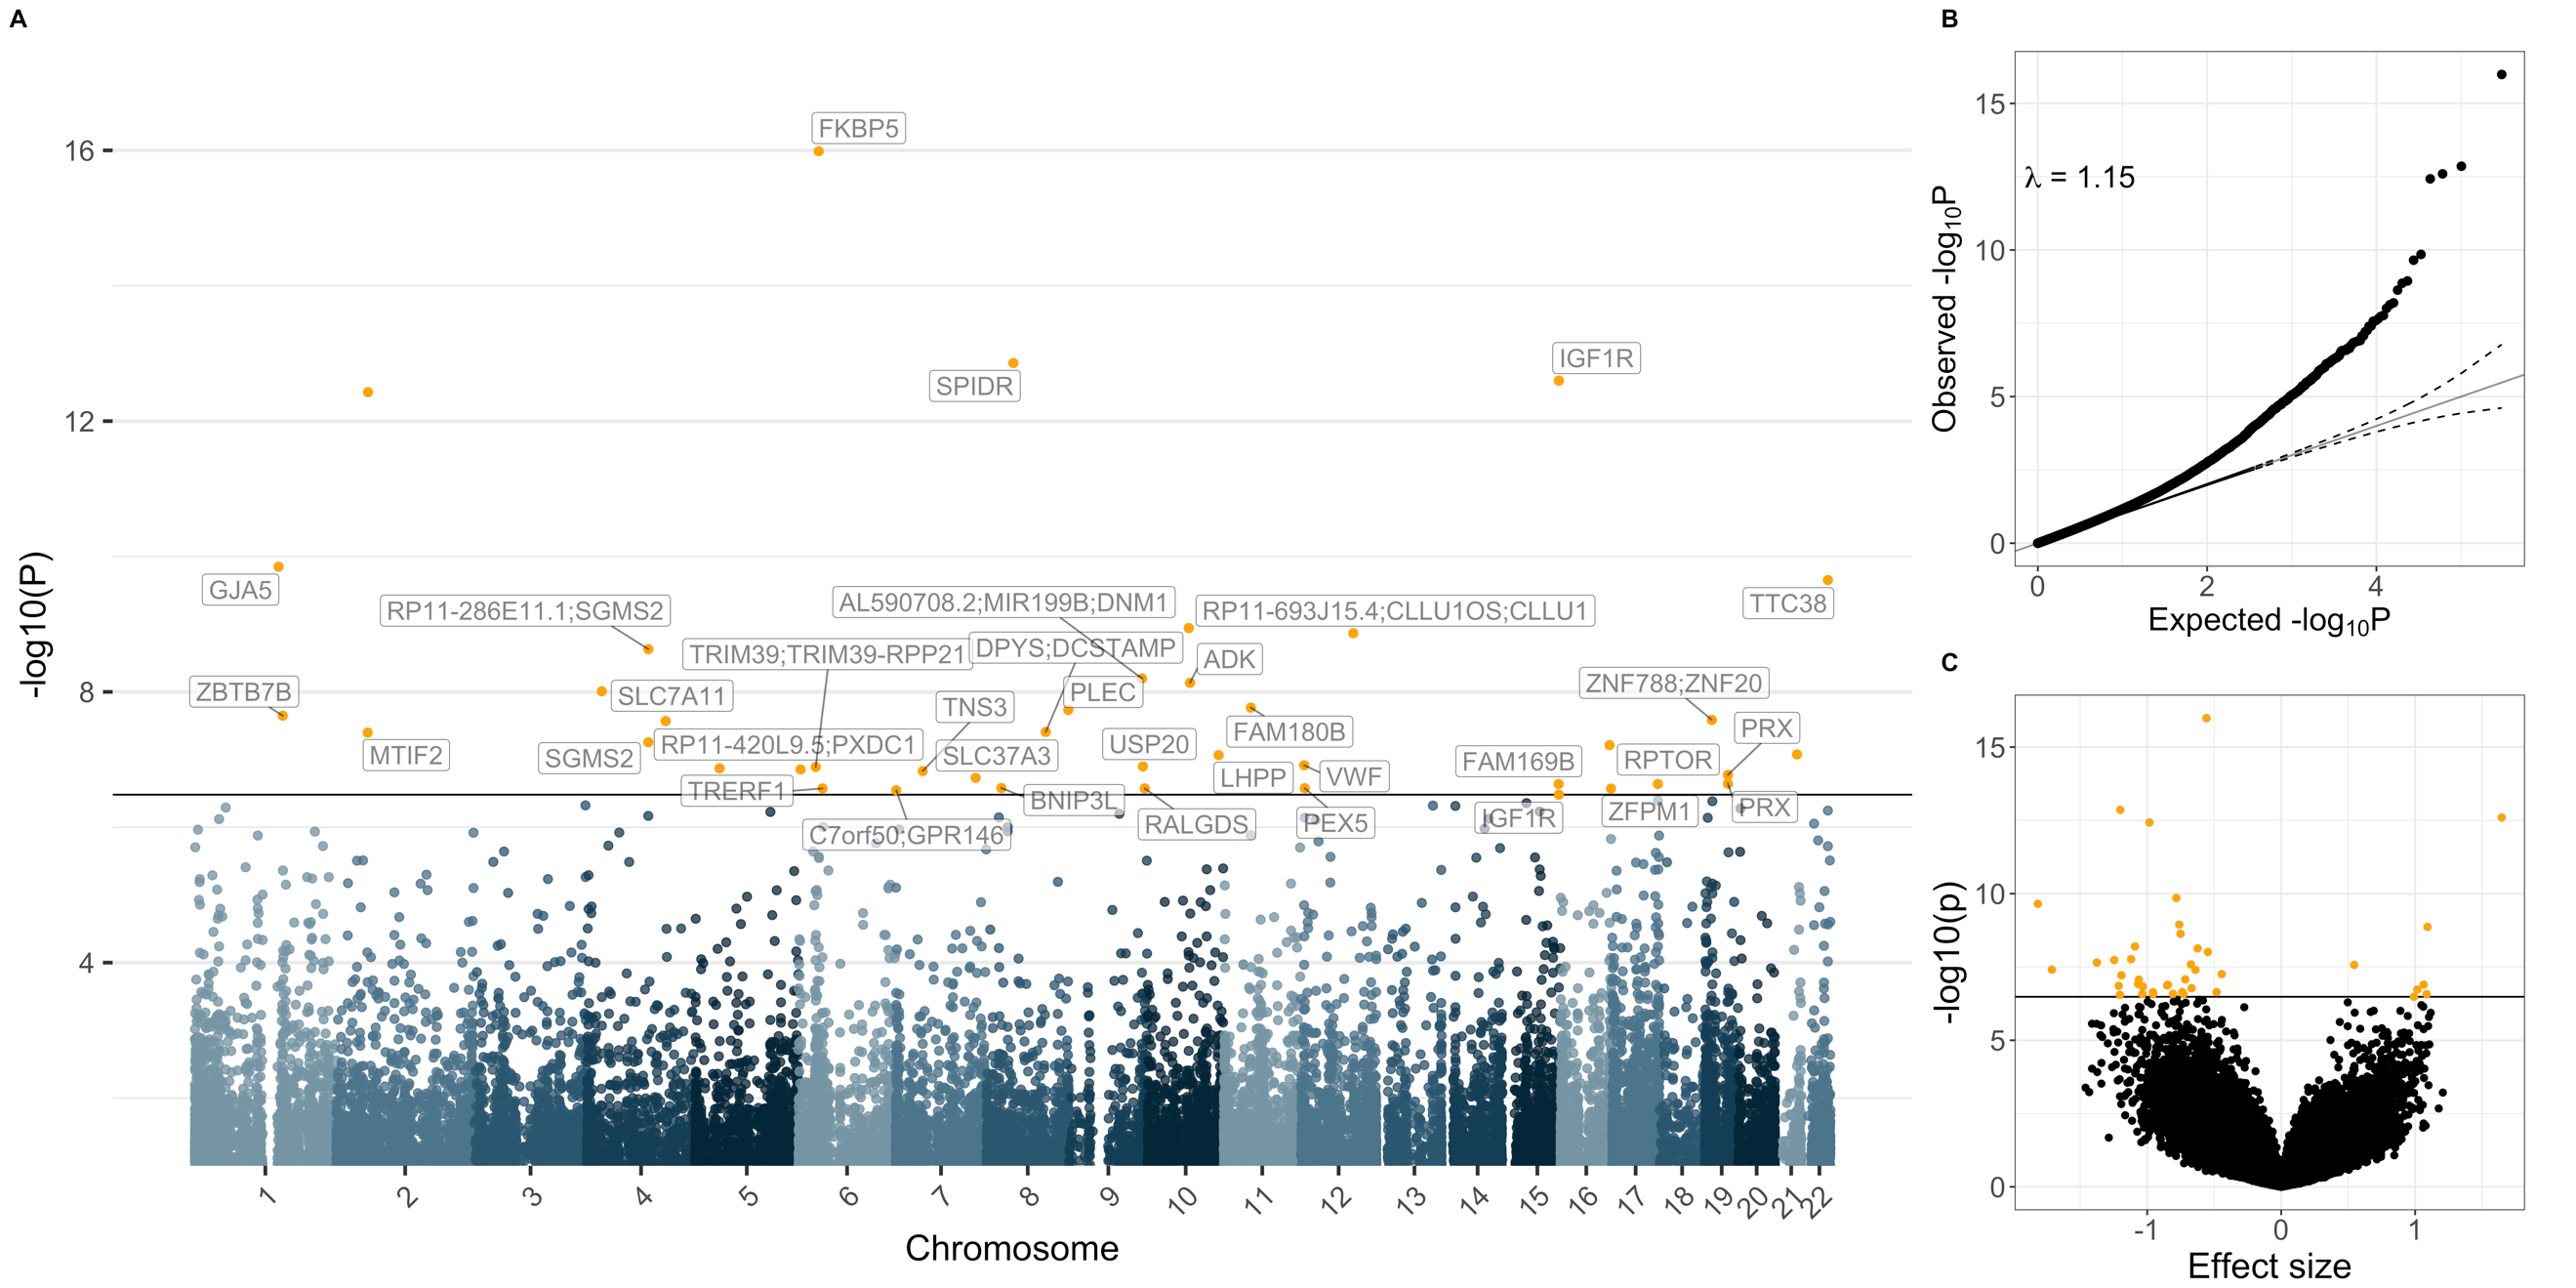 A
16
12
8
4
-log10(P)
FKBP5
SPIDR
IGF1R
GJA5
TTC38
RP11-286E11.1;SGMS2
AL590708.2;MIR199B;DNM1
RP11-693J15.4;CLLU1OS;CLLU1
TRIM39;TRIM39-RPP21
DPYS;DCSTAMP
ADK
ZBTB7B
SLC7A11
PLEC
ZNF788;ZNF20
TNS3
FAM180B
PRX
MTIF2
SGMS2
RP11-420L9.5;PXDC1
SLC37A3
USP20
FAM169B
RPTOR
LHPP
VWF
TRERF1
BNIP3L
C7orf50;GPR146
RALGDS
PEX5
IGF1R
ZFPM1
PRX
1 2 3 4 5 6 7 8 9 10 11 12 13 14 15 16 17 18 19 20 21 22
Chromosome
B
15
10
5
0
λ = 1.15
Observed -log10P
0 2 4
Expected -log10P
C
15
10
5
0
-log10(p)
-1 0 1
Effect size